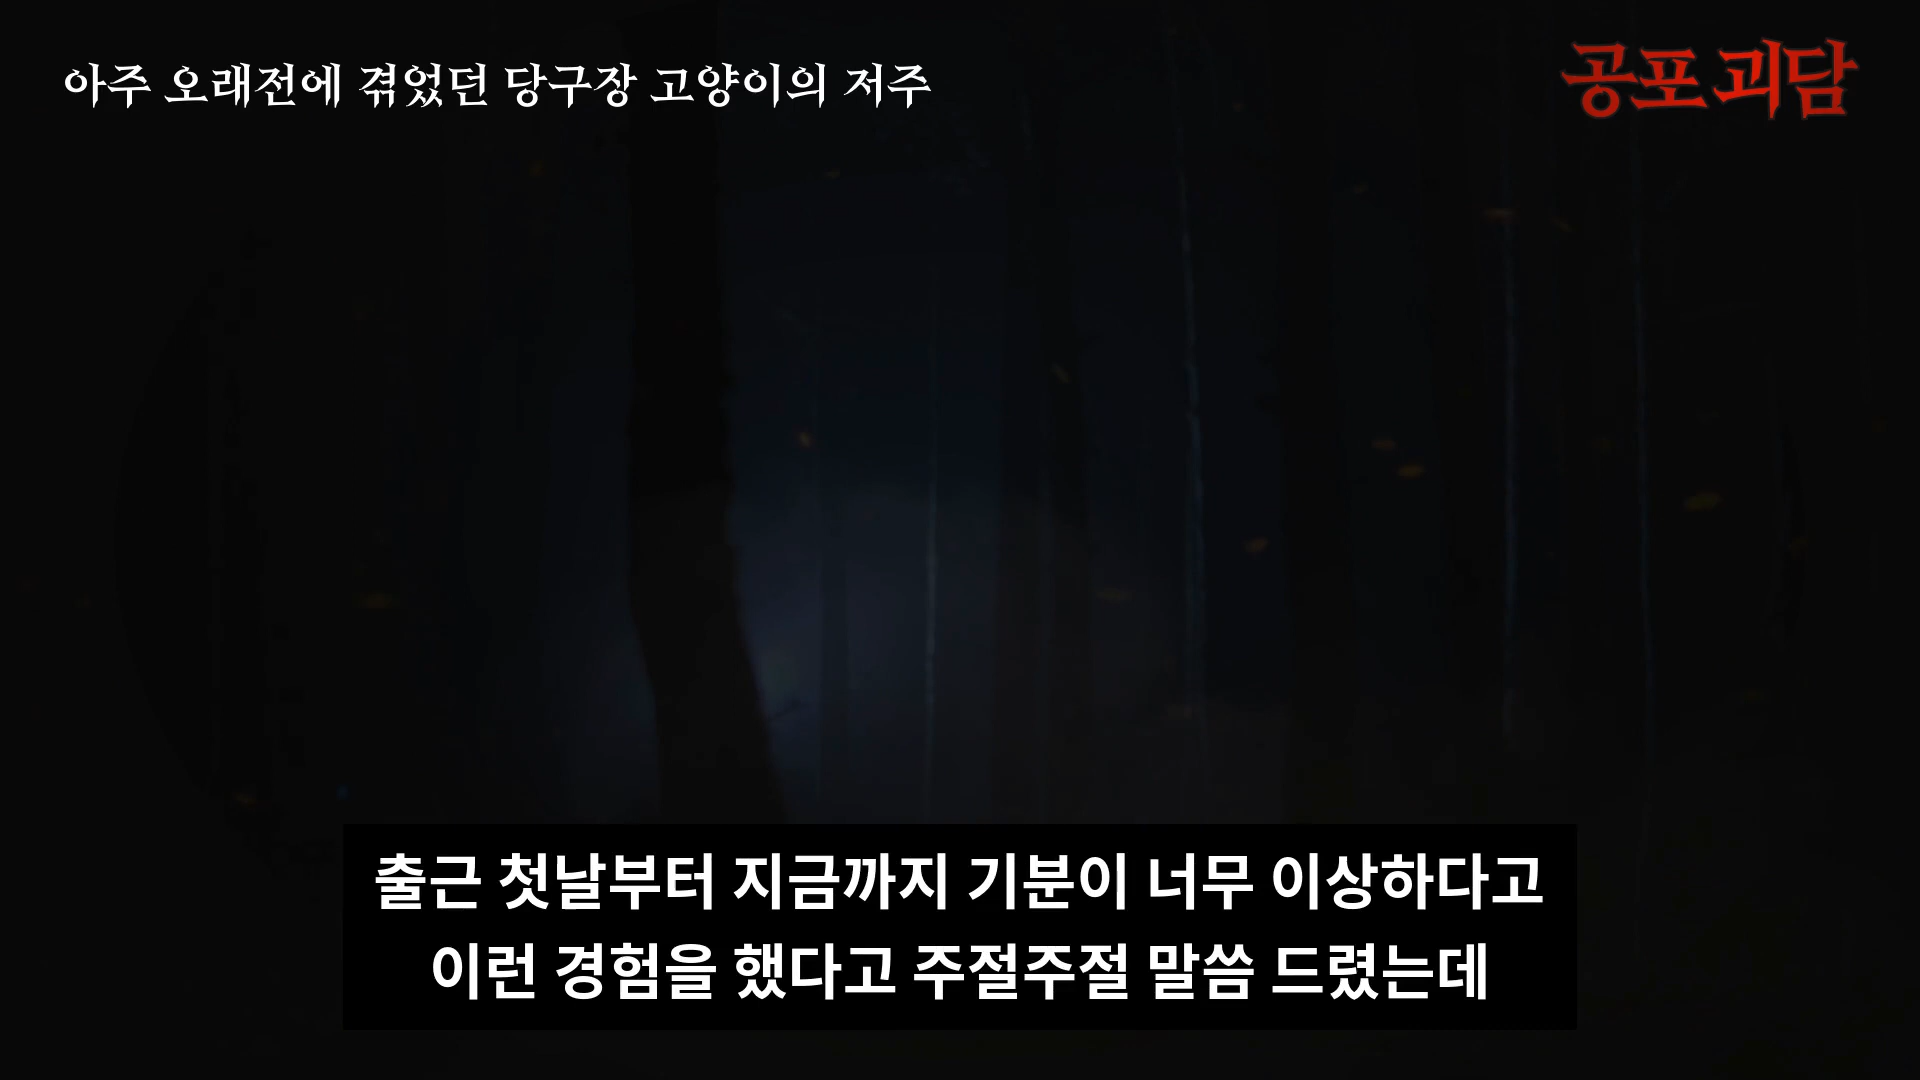 아주 오래전에 겪었던 당구장 고양이의 저주
공포 괴담
출근 첫날부터 지금까지 기분이 너무 이상하다고
이런 경험을 했다고 주절주절 말씀 드렸는데